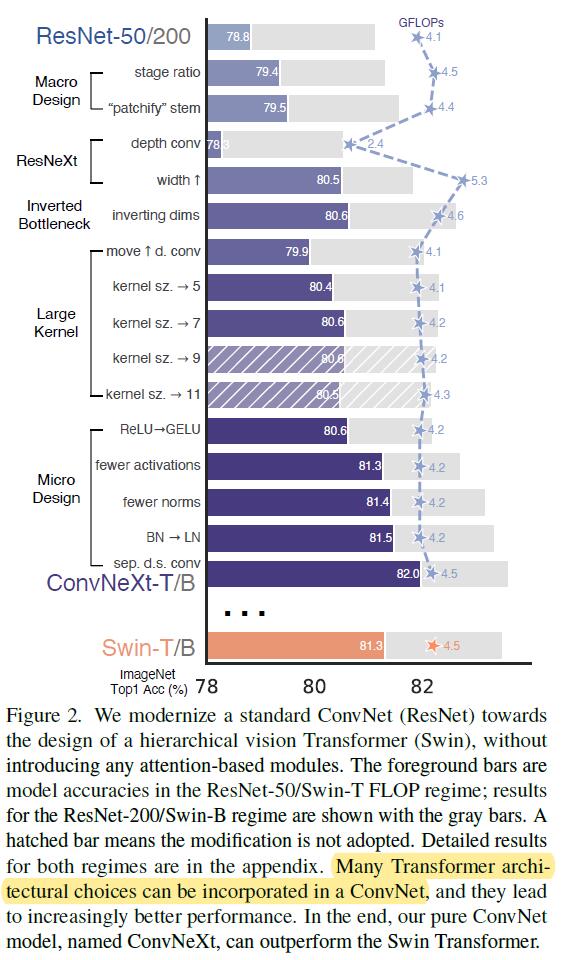 GFLOPs
ResNet-50/200 78.8 4.1
Macro Design
stage ratio 79.4 4.5
“patchify” stem 79.5 4.4
ResNeXt
depth conv 78.3 2.4
width ↑ 80.5 5.3
Inverted Bottleneck
inverting dims 80.6 4.6
Large Kernel
move ↑ d. conv 79.9 4.1
kernel sz. → 5 80.4 4.1
kernel sz. → 7 80.6 4.2
kernel sz. → 9 80.6 4.2
kernel sz. → 11 80.5 4.3
Micro Design
ReLU→GELU 80.6 4.2
fewer activations 81.3 4.2
fewer norms 81.4 4.2
BN → LN 81.5 4.2
sep. d.s. conv
ConvNeXt-T/B 82.0 4.5
...
Swin-T/B 81.3 4.5
ImageNet
Top1 Acc (%) 78 80 82
Figure 2. We modernize a standard ConvNet (ResNet) towards
the design of a hierarchical vision Transformer (Swin), without
introducing any attention-based modules. The foreground bars are
model accuracies in the ResNet-50/Swin-T FLOP regime; results
for the ResNet-200/Swin-B regime are shown with the gray bars. A
hatched bar means the modification is not adopted. Detailed results
for both regimes are in the appendix. Many Transformer archi-
tectural choices can be incorporated in a ConvNet, and they lead
to increasingly better performance. In the end, our pure ConvNet
model, named ConvNeXt, can outperform the Swin Transformer.